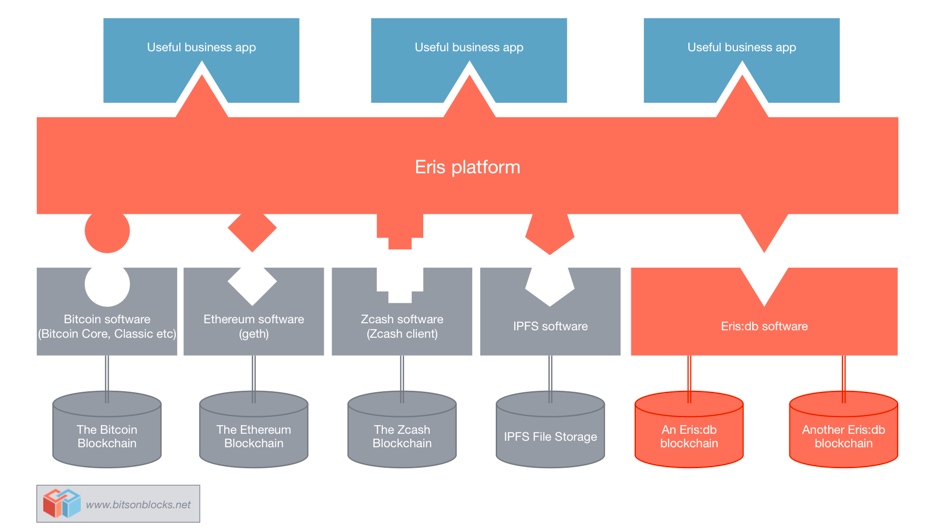 Useful business app
Useful business app
Useful business app
Eris platform
Bitcoin software
(Bitcoin Core, Classic etc)
Ethereum software
(geth)
Zcash software
(Zcash client)
IPFS software
Eris:db software
The Bitcoin
Blockchain
The Ethereum
Blockchain
The Zcash
Blockchain
IPFS File Storage
An Eris:db
blockchain
Another Eris:db
blockchain
www.bitsonblocks.net